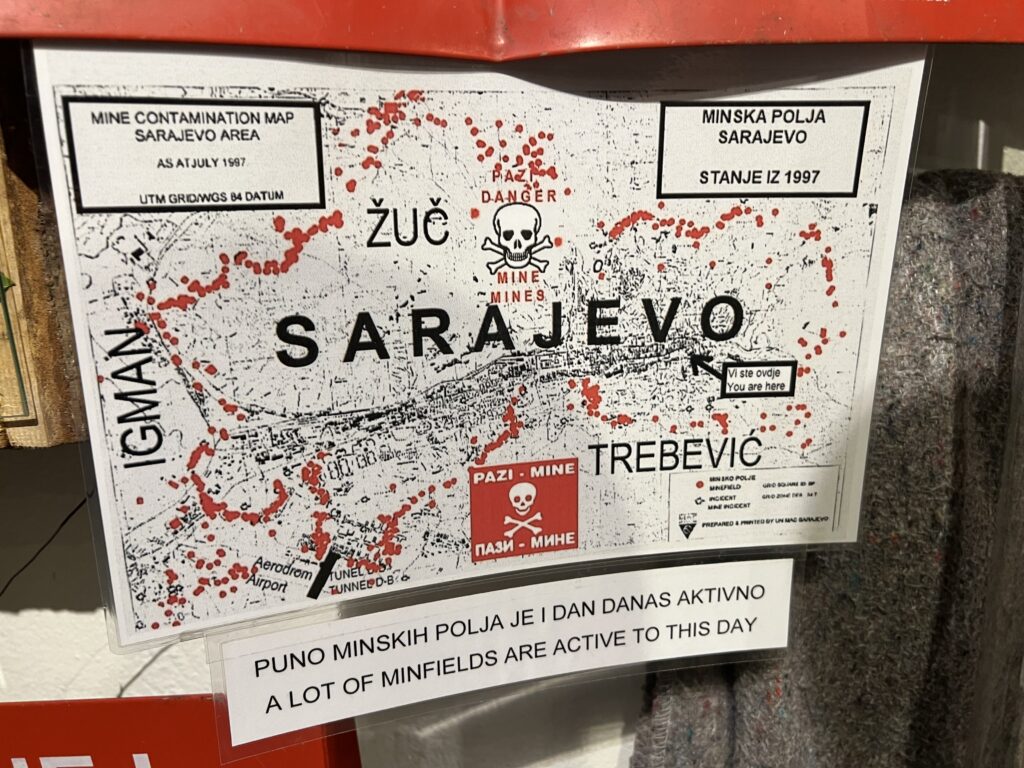 MINE CONTAMINATION MAP
SARAJEVO AREA
AS AT JULY 1997
UTM GRID/WGS 84 DATUM
MINSKA POLJA
SARAJEVO
STANJE IZ 1997
PAZI
DANGER
MINE
MINES
ŽUČ
SARAJEVO
IGMAN
Vi ste ovdje
You are here
TREBEVIĆ
PAZI - MINE
ПАЗИ - МИНЕ
MINSKO POLJE
MINEFIELD
INCIDENT
MINE INCIDENT
PREPARED & PRINTED BY UN MAC SARAJEVO
Aerodrom
Airport
TUNEL D-B
TUNNEL D-B
PUNO MINSKIH POLJA JE I DAN DANAS AKTIVNO
A LOT OF MINFIELDS ARE ACTIVE TO THIS DAY